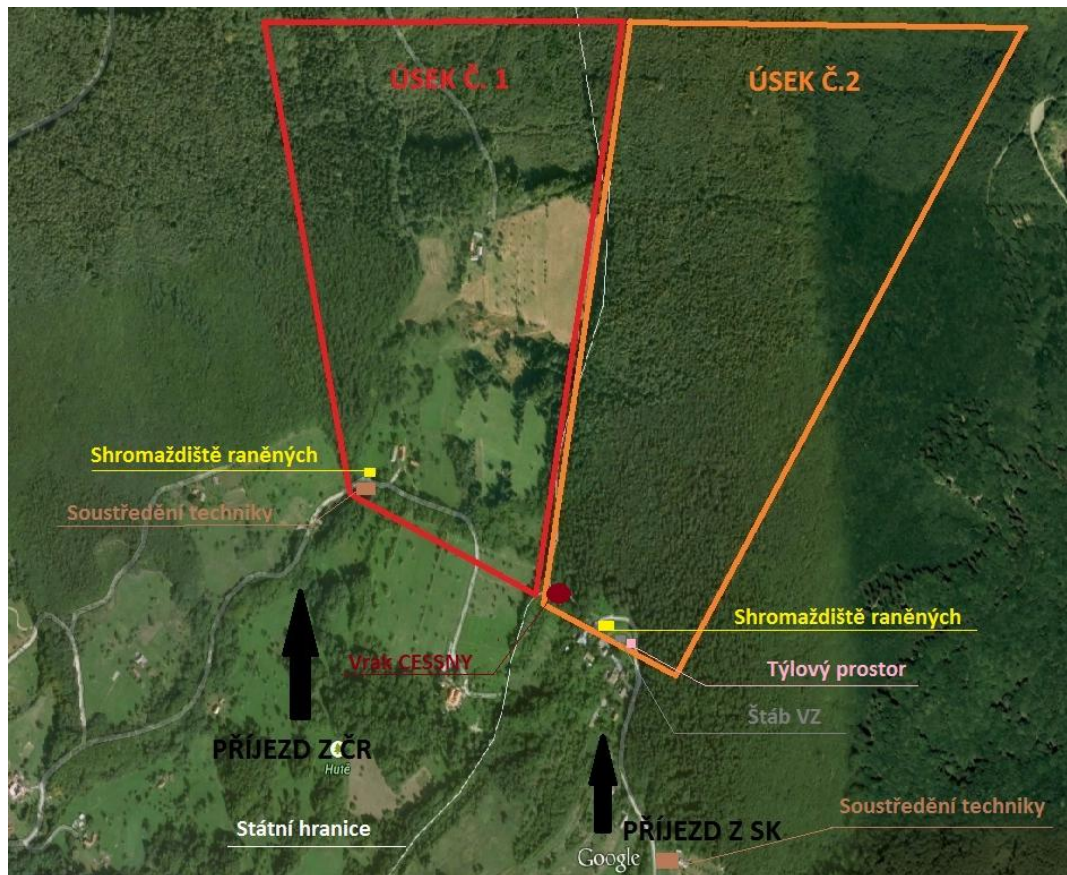 ÚSEK Č. 1
ÚSEK Č.2
Shromaždiště raněných
Soustředění techniky
Shromaždiště raněných
Vrak CESSNY
Týlový prostor
Štáb VZ
PŘÍJEZD Z ČR
Hutě
Státní hranice
Soustředění techniky
PŘÍJEZD Z SK
Google